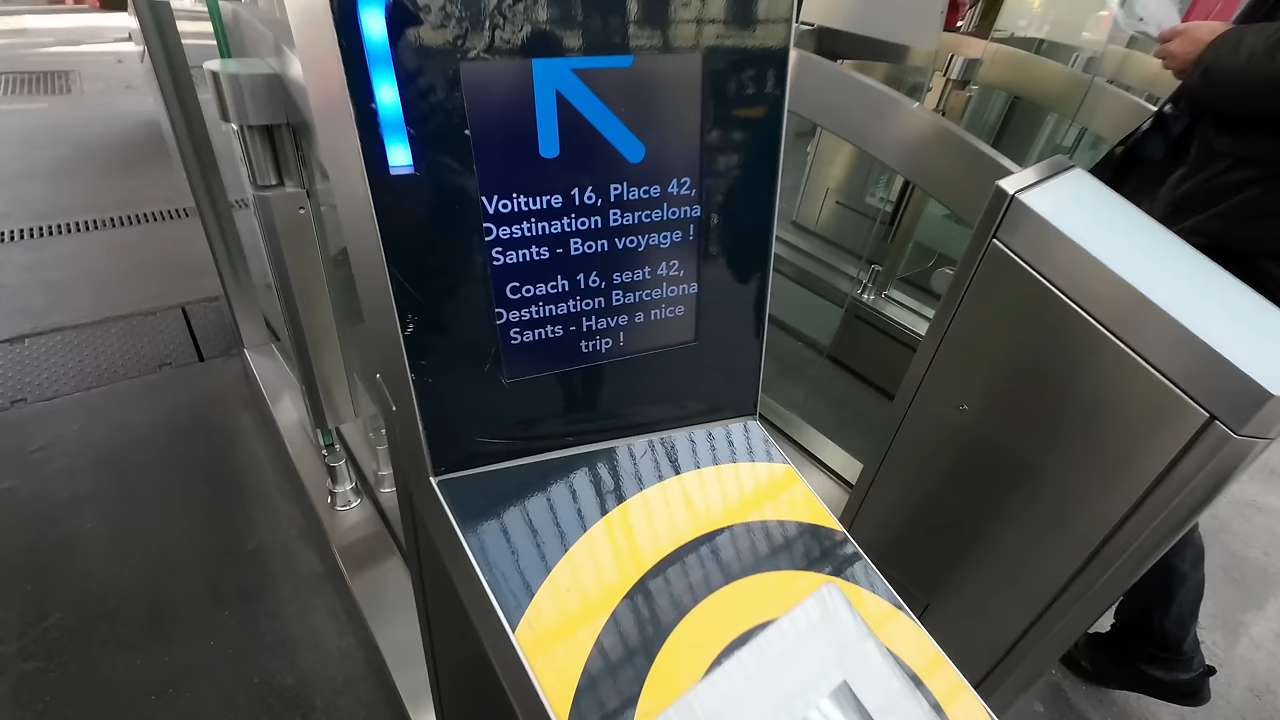 Voiture 16, Place 42,
Destination Barcelona
Sants - Bon voyage !
Coach 16, seat 42,
Destination Barcelona
Sants - Have a nice
trip !